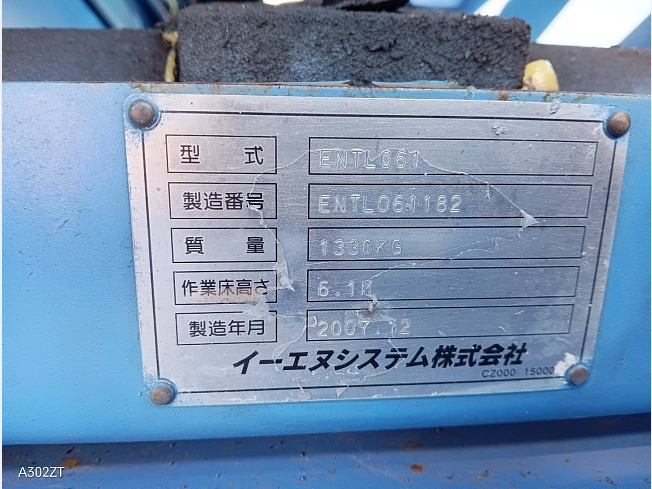 型式 ENTL061
製造番号 ENTL061182
質量 1330KG
作業床高さ 6.1M
製造年月 2007.12
イーエヌシステム株式会社
CZ000 15000
A302ZT